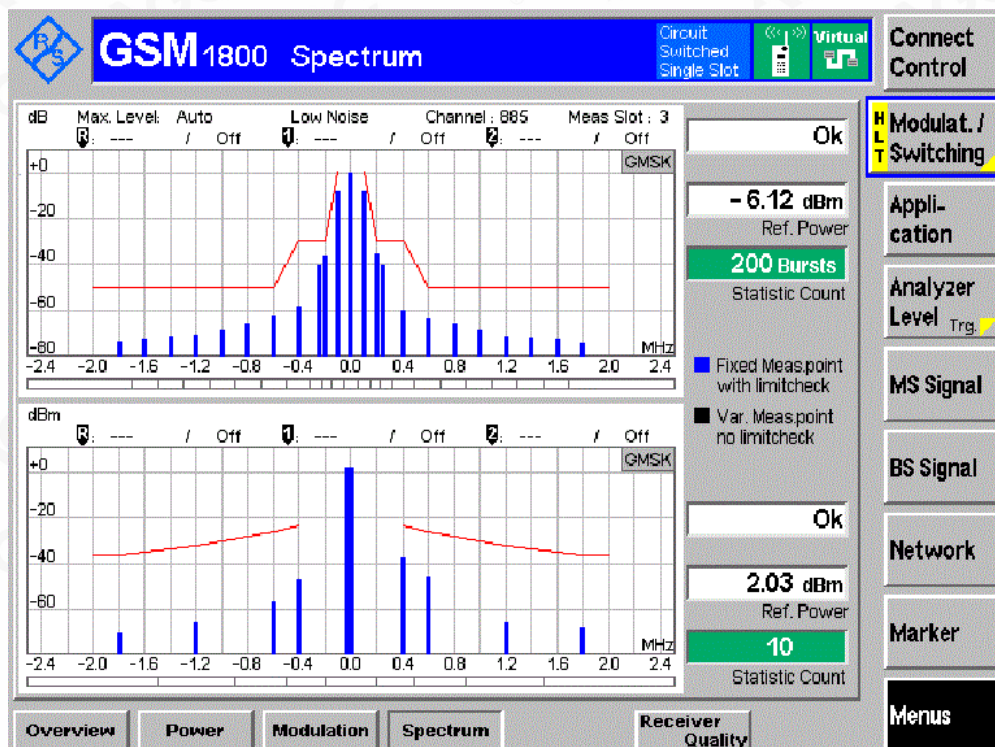 R/S
GSM 1800 Spectrum
Circuit
Switched
Single Slot
Virtual
Connect
Control
dB Max. Level: Auto Low Noise Channel : 885 Meas Slot : 3
R: --- / Off 1: --- / Off 2: --- / Off
GMSK
+0
-20
-40
-60
-80
MHz
-2.4 -2.0 -1.6 -1.2 -0.8 -0.4 0.0 0.4 0.8 1.2 1.6 2.0 2.4
Ok
-6.12 dBm
Ref. Power
200 Bursts
Statistic Count
Fixed Meas.point
with limitcheck
Var. Meas.point
no limitcheck
dBm
R: --- / Off 1: --- / Off 2: --- / Off
GMSK
+0
-20
-40
-60
MHz
-2.4 -2.0 -1.6 -1.2 -0.8 -0.4 0.0 0.4 0.8 1.2 1.6 2.0 2.4
Ok
2.03 dBm
Ref. Power
10
Statistic Count
HLT
Modulat. /
Switching
Appli-
cation
Analyzer
Level Trg.
MS Signal
BS Signal
Network
Marker
Menus
Overview
Power
Modulation
Spectrum
Receiver
Quality